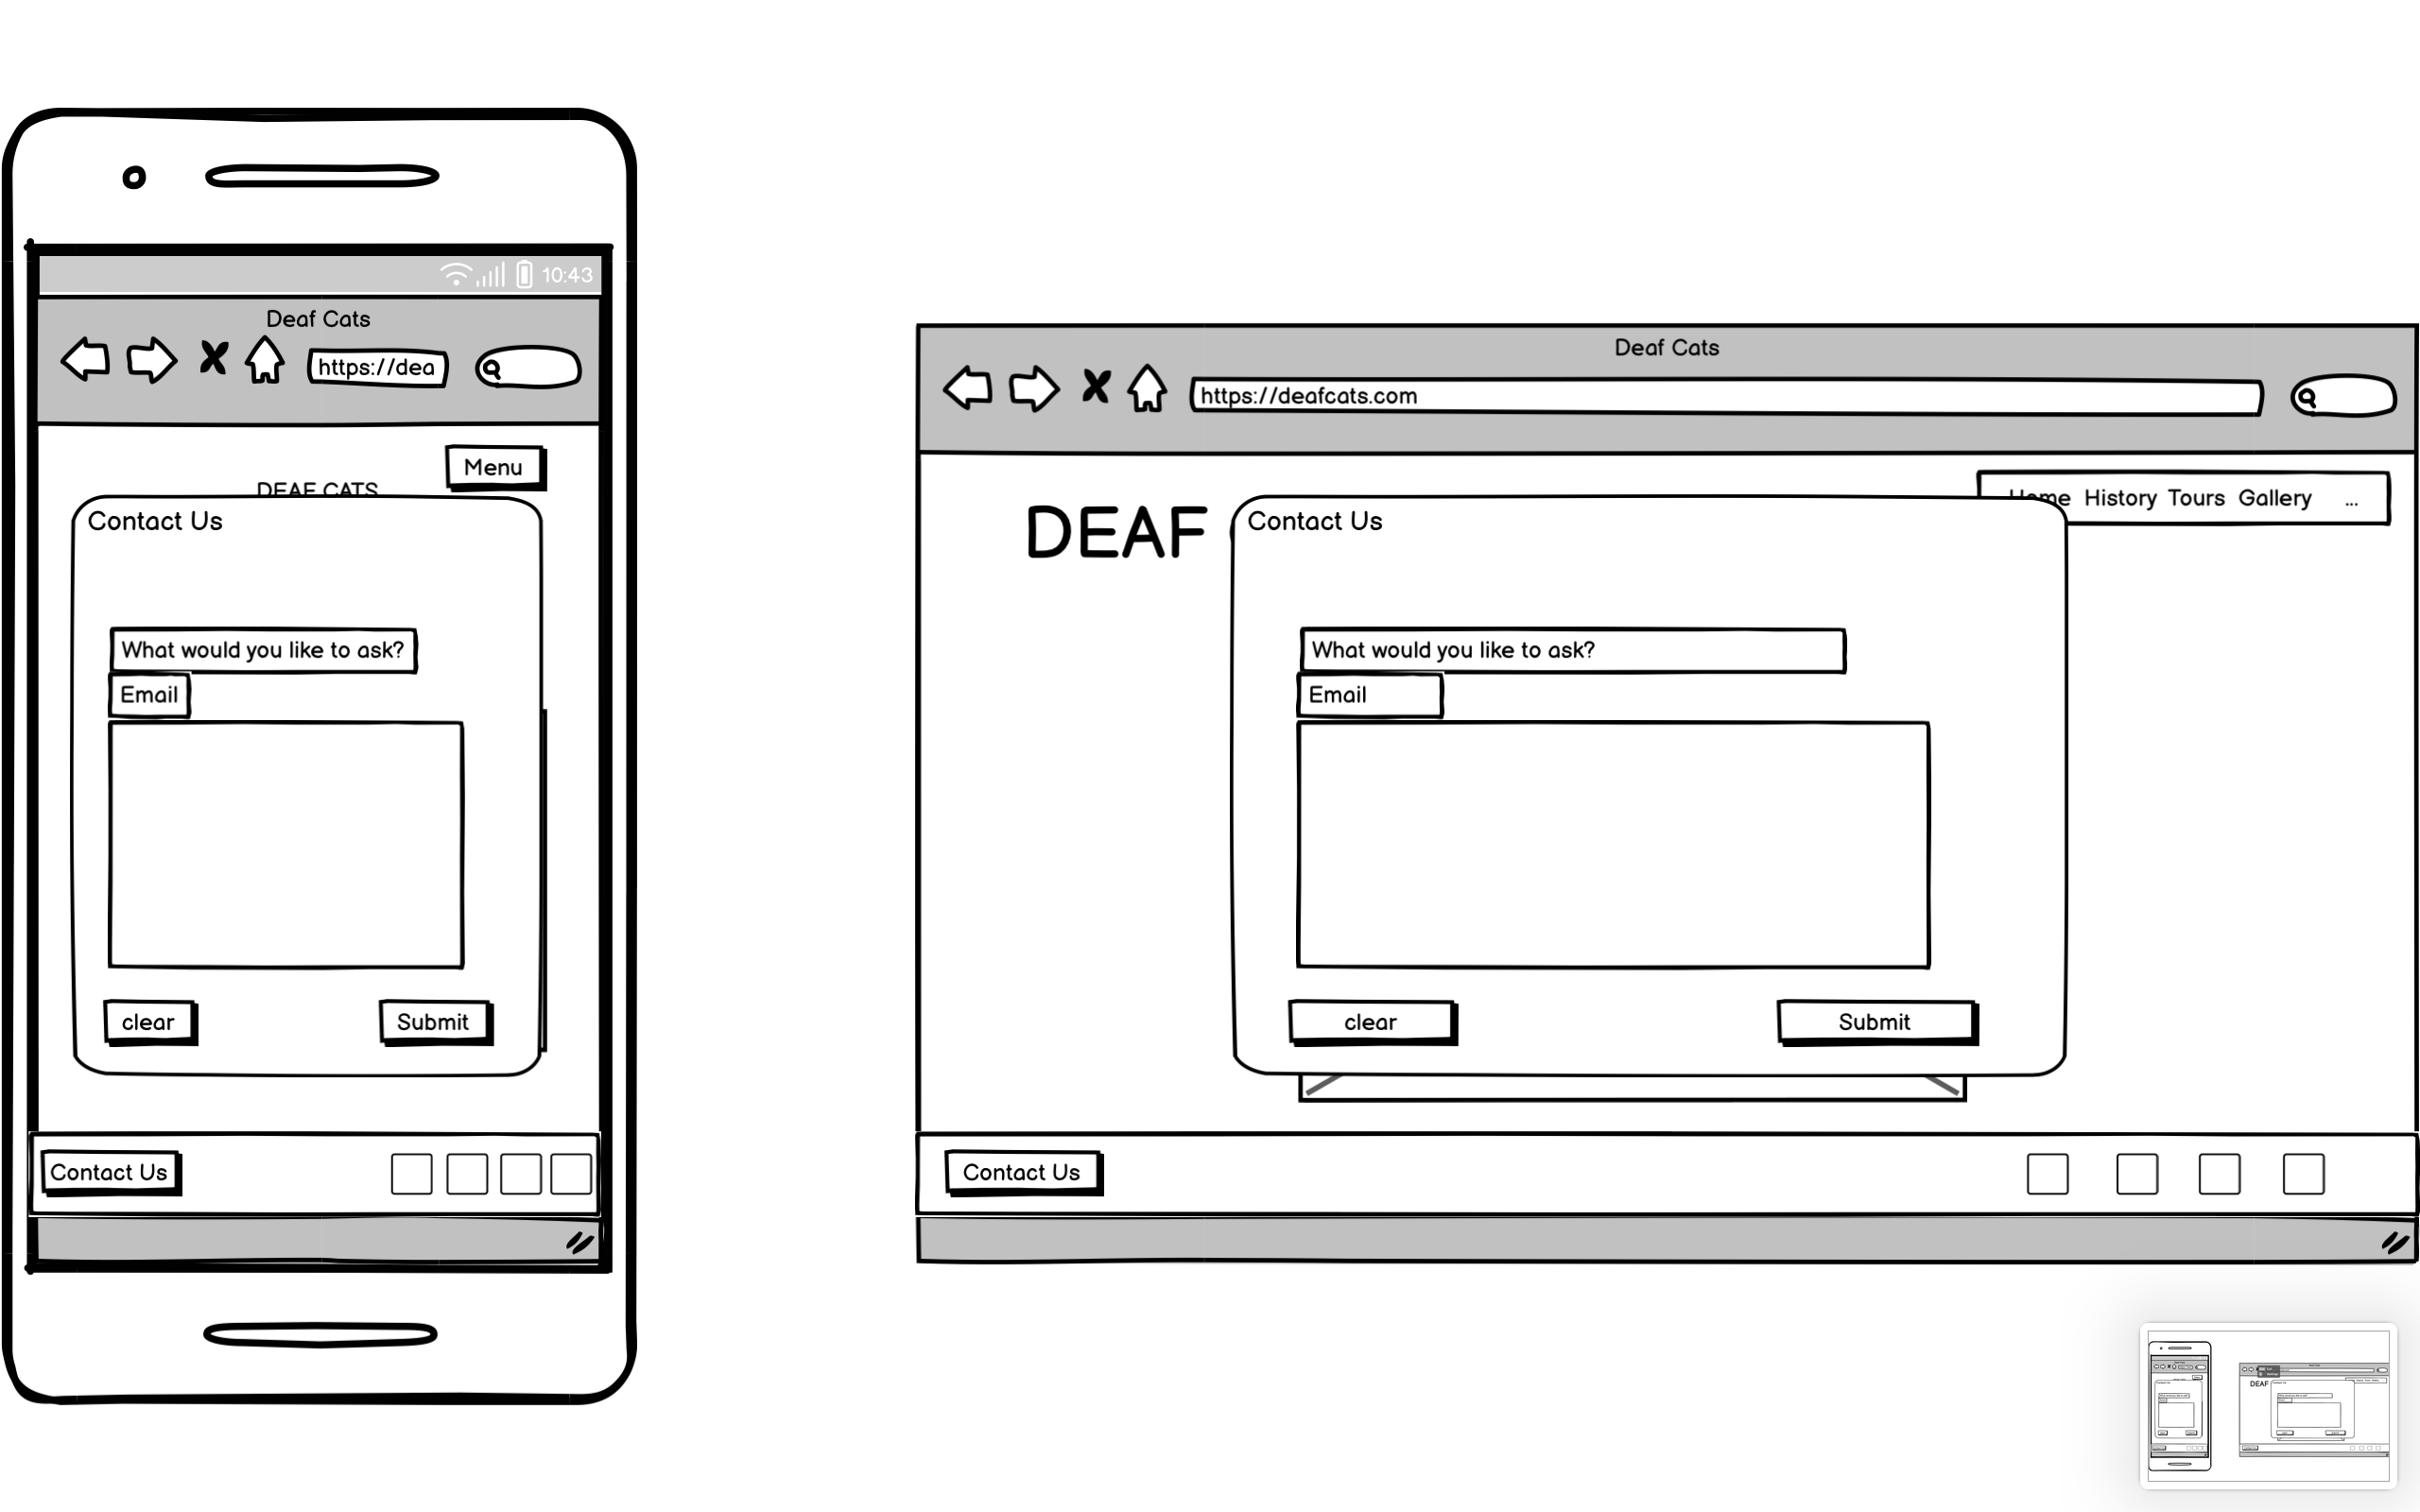 10:43
Deaf Cats
https://dea
Menu
DEAF CATS
Contact Us
What would you like to ask?
Email
clear
Submit
Contact Us
Deaf Cats
https://deafcats.com
Home History Tours Gallery ...
DEAF
Contact Us
What would you like to ask?
Email
clear
Submit
Contact Us